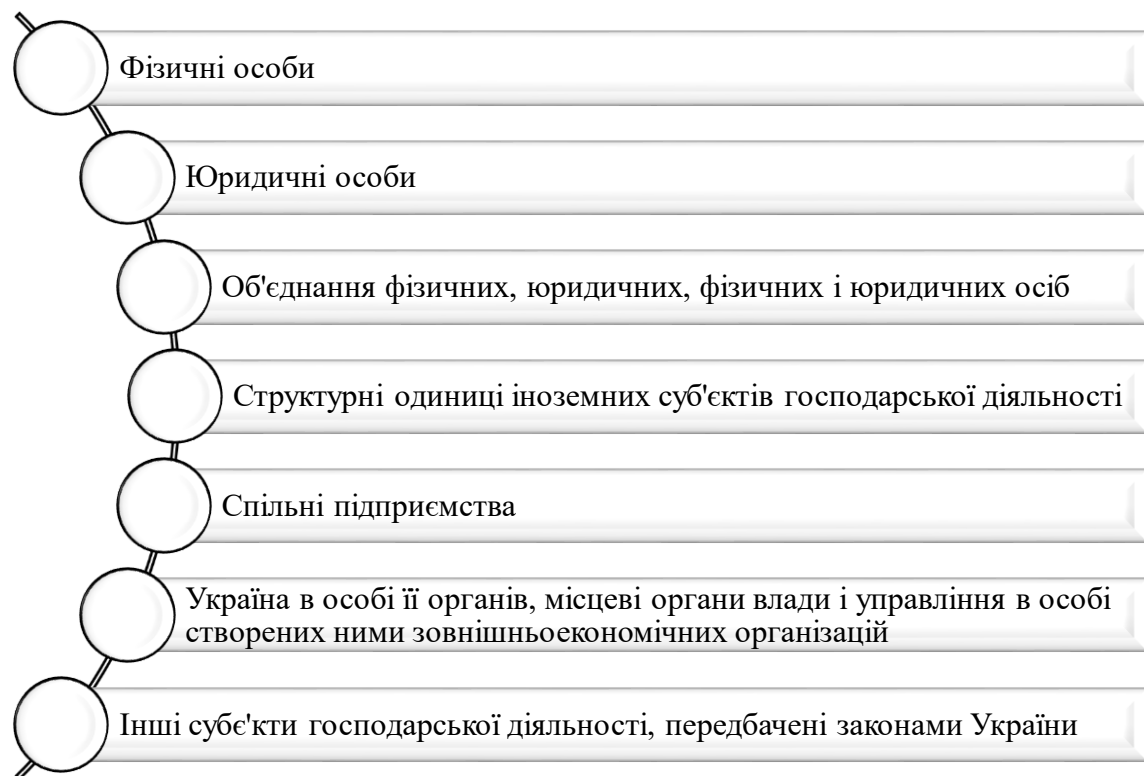 Фізичні особи
Юридичні особи
Об'єднання фізичних, юридичних, фізичних і юридичних осіб
Структурні одиниці іноземних суб'єктів господарської діяльності
Спільні підприємства
Україна в особі її органів, місцеві органи влади і управління в особі
створених ними зовнішньоекономічних організацій
Інші субє'кти господарської діяльності, передбачені законами України